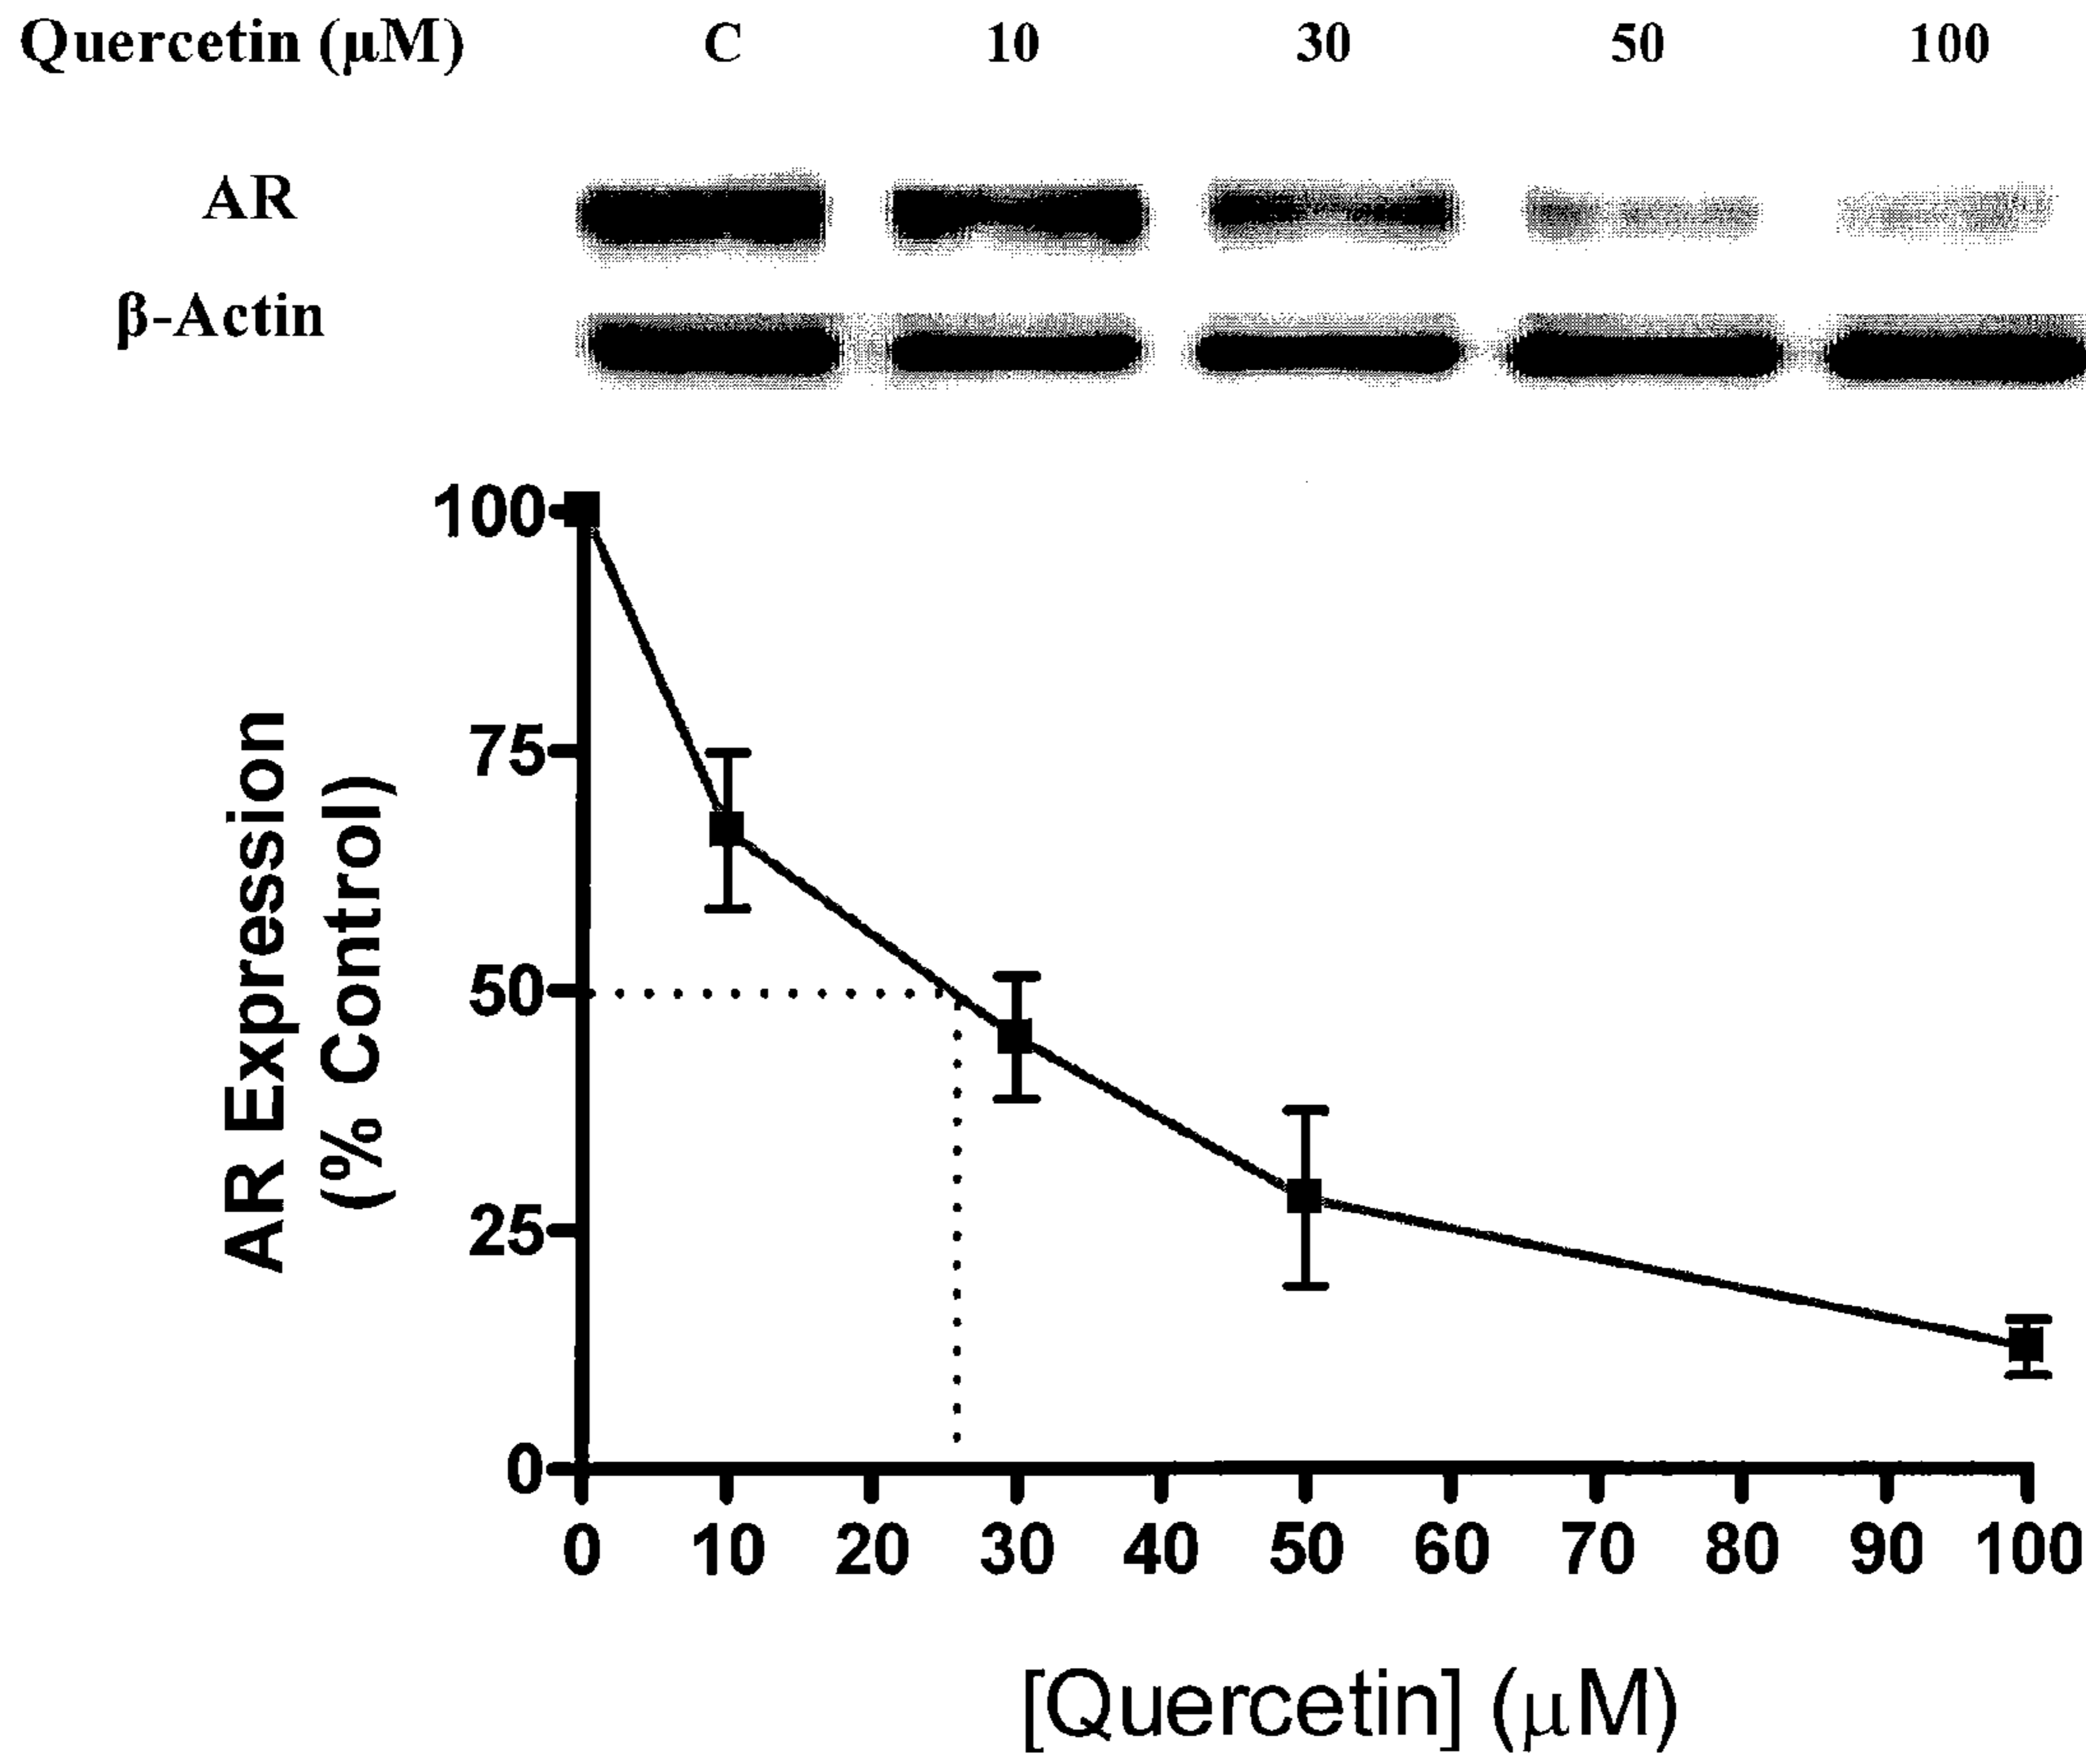 Quercetin (μM) C 10 30 50 100
AR
β-Actin
100
75
50
25
0
AR Expression
(% Control)
0 10 20 30 40 50 60 70 80 90 100
[Quercetin] (μM)